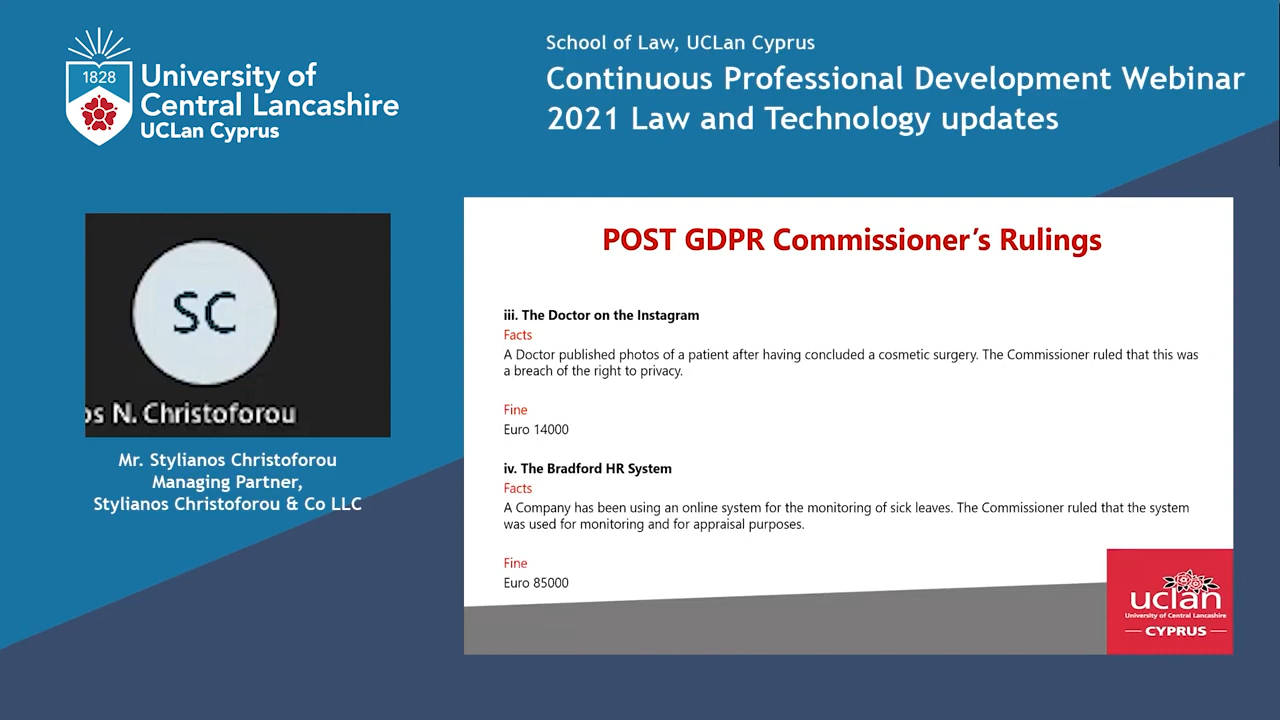 1828
University of
Central Lancashire
UCLan Cyprus
School of Law, UCLan Cyprus
Continuous Professional Development Webinar
2021 Law and Technology updates
SC
N. Christoforou
Mr. Stylianos Christoforou
Managing Partner,
Stylianos Christoforou & Co LLC
POST GDPR Commissioner’s Rulings
iii. The Doctor on the Instagram
Facts
A Doctor published photos of a patient after having concluded a cosmetic surgery. The Commissioner ruled that this was
a breach of the right to privacy.
Fine
Euro 14000
iv. The Bradford HR System
Facts
A Company has been using an online system for the monitoring of sick leaves. The Commissioner ruled that the system
was used for monitoring and for appraisal purposes.
Fine
Euro 85000
uclan
University of Central Lancashire
CYPRUS